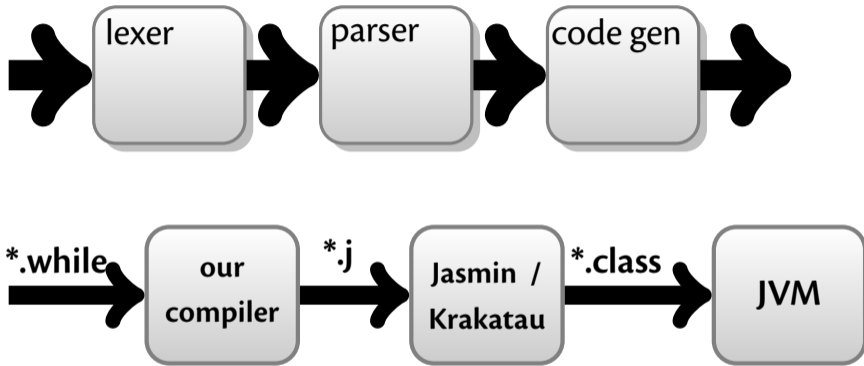 lexer
parser
code gen
*.while
our
compiler
*.j
Jasmin /
Krakatau
*.class
JVM